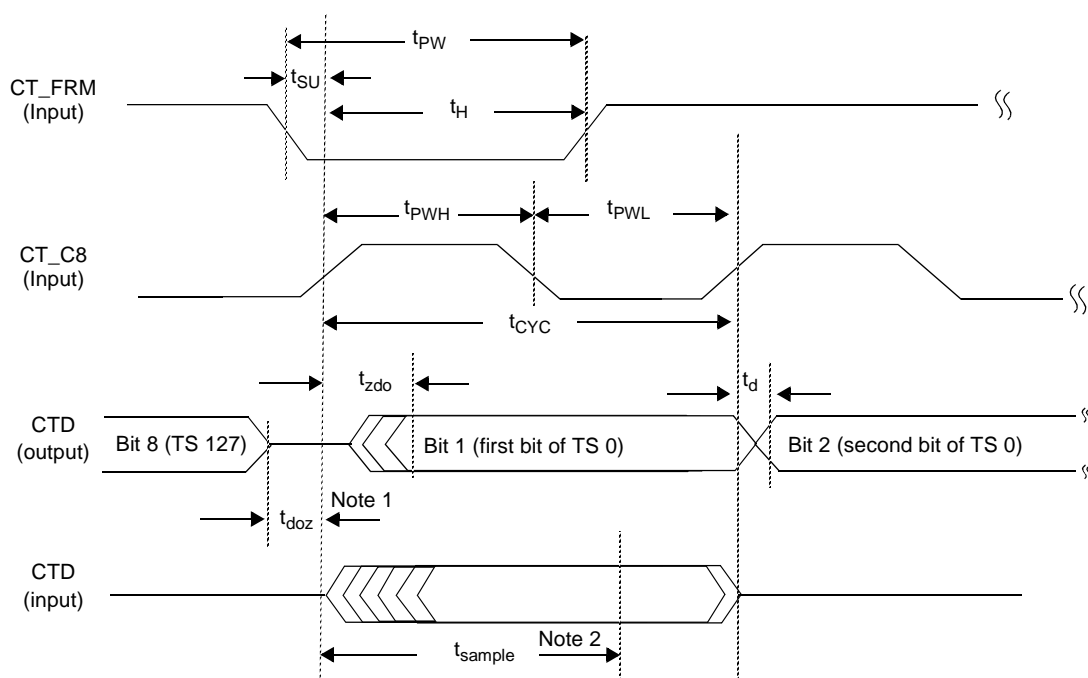 tPW
tSU
CT_FRM
(Input)
tH
tPWH
tPWL
CT_C8
(Input)
tCYC
tzdo
td
CTD
(output)
Bit 8 (TS 127)
Bit 1 (first bit of TS 0)
Bit 2 (second bit of TS 0)
Note 1
tdoz
CTD
(input)
Note 2
tsample